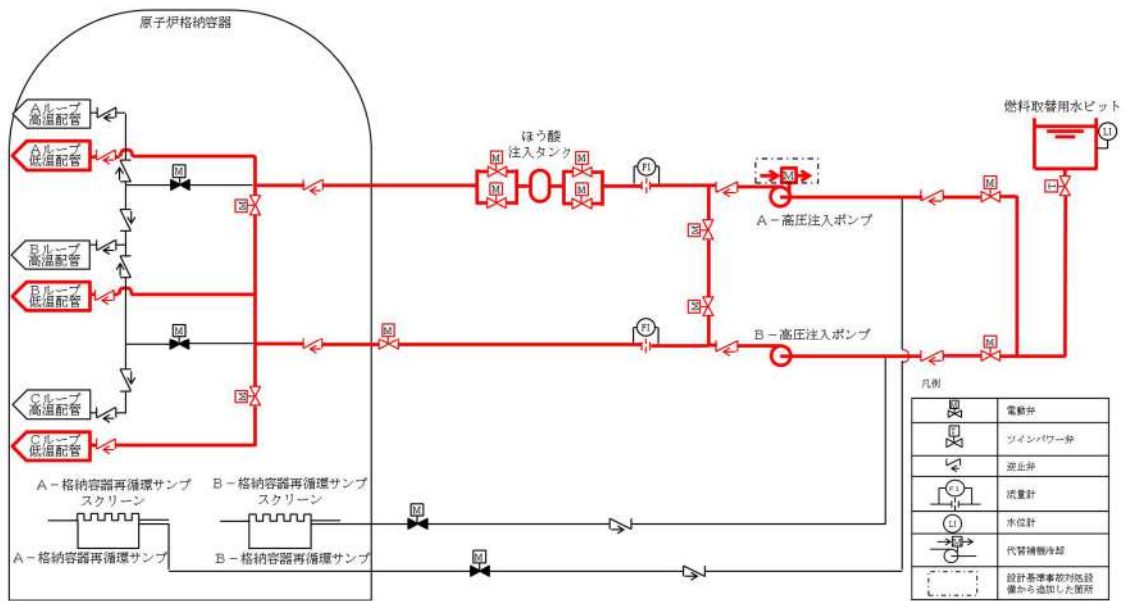 原子炉格納容器
Aループ
高温配管
Aループ
低温配管
Bループ
高温配管
Bループ
低温配管
Cループ
高温配管
Cループ
低温配管
M
M
M
M
ほう酸
注入タンク
M
M
M
M
FI
M
A-高圧注入ポンプ
M
M
M
FI
B-高圧注入ポンプ
M
M
燃料取替用水ピット
LI
T
A-格納容器再循環サンプ
スクリーン
A-格納容器再循環サンプ
B-格納容器再循環サンプ
スクリーン
B-格納容器再循環サンプ
M
M
凡例
M
電動弁
T
ツインパワー弁
逆止弁
FI
流量計
LI
水位計
M
代替補機冷却
設計基準事故対処設
備から追加した箇所